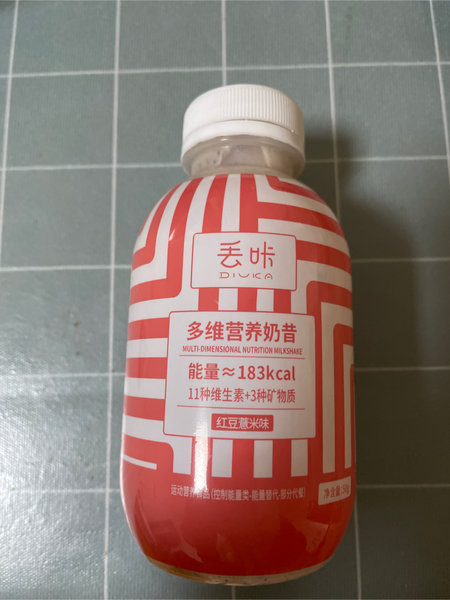 丢咔
DIUKA
多维营养奶昔
MULTI-DIMENSIONAL NUTRITION MILKSHAKE
能量≈183kcal
11种维生素+3种矿物质
红豆薏米味
运动营养食品(控制能量类-能量替代-部分代餐)
净含量:50g